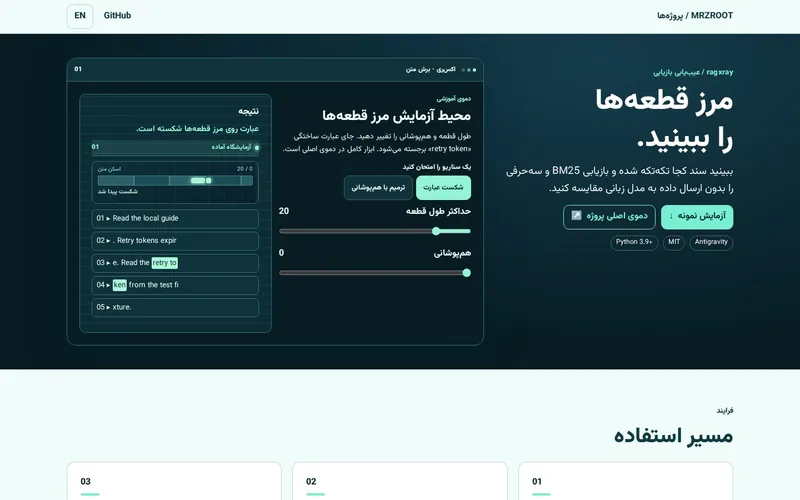 MRZROOT / پروژه‌ها
GitHub
EN
ragxray / عیب‌یابی بازیابی
مرز قطعه‌ها
را ببینید.
ببینید سند کجا تکه‌تکه شده و بازیابی BM25 و سه‌حرفی
را بدون ارسال داده به مدل زبانی مقایسه کنید.
آزمایش نمونه ↓
دموی اصلی پروژه ↗
Antigravity
MIT
Python 3.9+
اکس‌ری · برش متن
01
دموی آموزشی
محیط آزمایش مرز قطعه‌ها
طول قطعه و هم‌پوشانی را تغییر دهید. جای عبارت ساختگی
«retry token» برجسته می‌شود. ابزار کامل در دموی اصلی است.
یک سناریو را امتحان کنید
شکست عبارت
ترمیم با هم‌پوشانی
حداکثر طول قطعه
20
هم‌پوشانی
0
نتیجه
عبارت روی مرز قطعه‌ها شکسته است.
آزمایشگاه آماده
01
اسکن متن
20 / 0
شکست پیدا شد
01 ▸ Read the local guide
02 ▸ . Retry tokens expir
03 ▸ e. Read the retry to
04 ▸ ken from the test fi
05 ▸ xture.
فرایند
مسیر استفاده
01
02
03